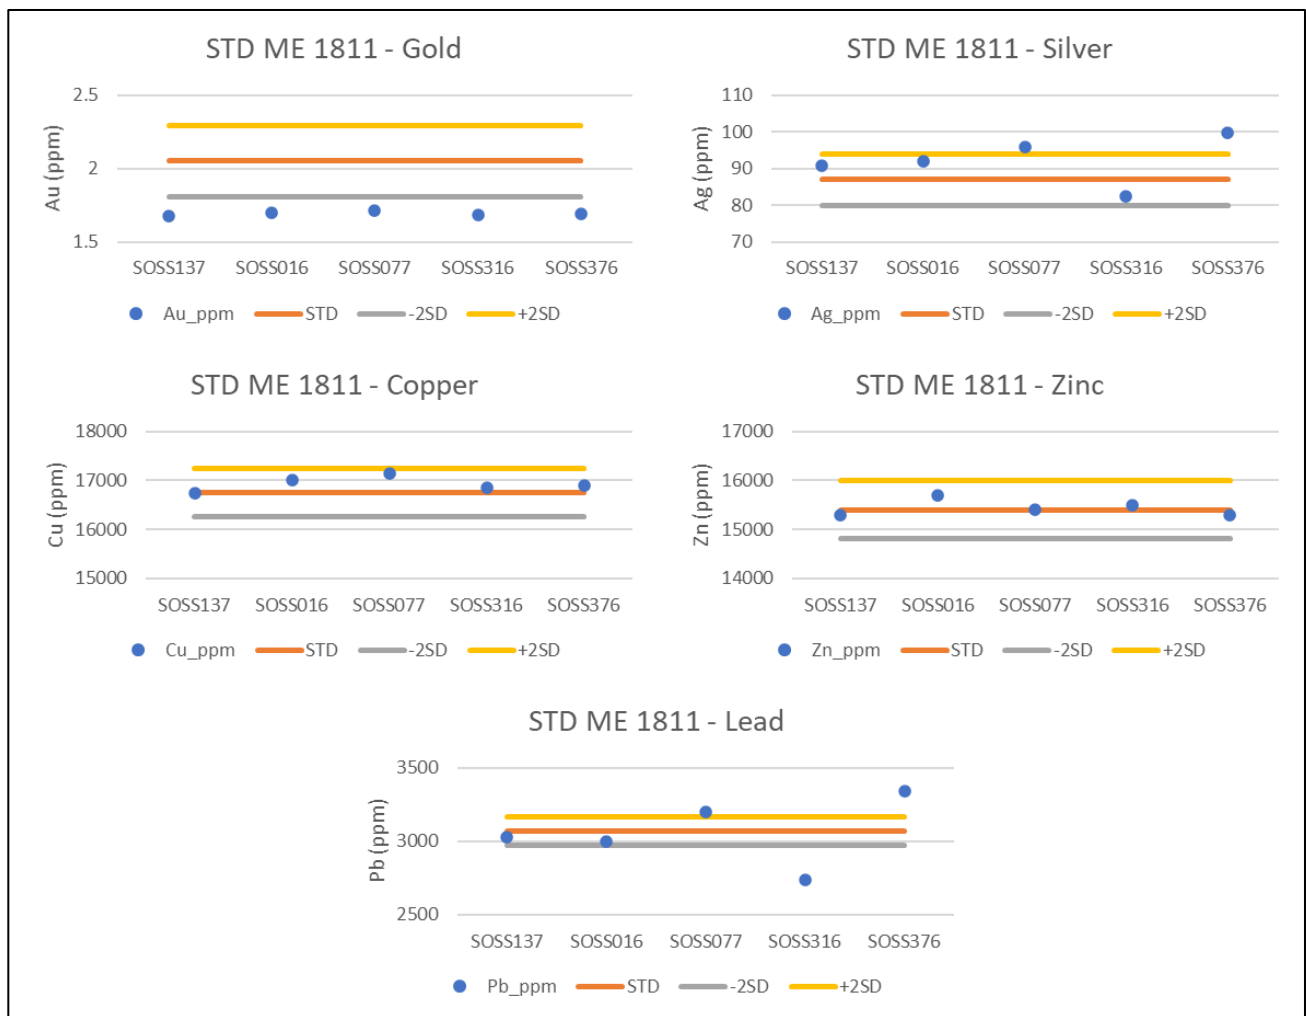 STD ME 1811 - Gold
Au (ppm)
2.5
2
1.5
SOSS137 SOSS016 SOSS077 SOSS316 SOSS376
Au_ppm STD -2SD +2SD
STD ME 1811 - Silver
Ag (ppm)
110
100
90
80
70
SOSS137 SOSS016 SOSS077 SOSS316 SOSS376
Ag_ppm STD -2SD +2SD
STD ME 1811 - Copper
Cu (ppm)
18000
17000
16000
15000
SOSS137 SOSS016 SOSS077 SOSS316 SOSS376
Cu_ppm STD -2SD +2SD
STD ME 1811 - Zinc
Zn (ppm)
17000
16000
15000
14000
SOSS137 SOSS016 SOSS077 SOSS316 SOSS376
Zn_ppm STD -2SD +2SD
STD ME 1811 - Lead
Pb (ppm)
3500
3000
2500
SOSS137 SOSS016 SOSS077 SOSS316 SOSS376
Pb_ppm STD -2SD +2SD